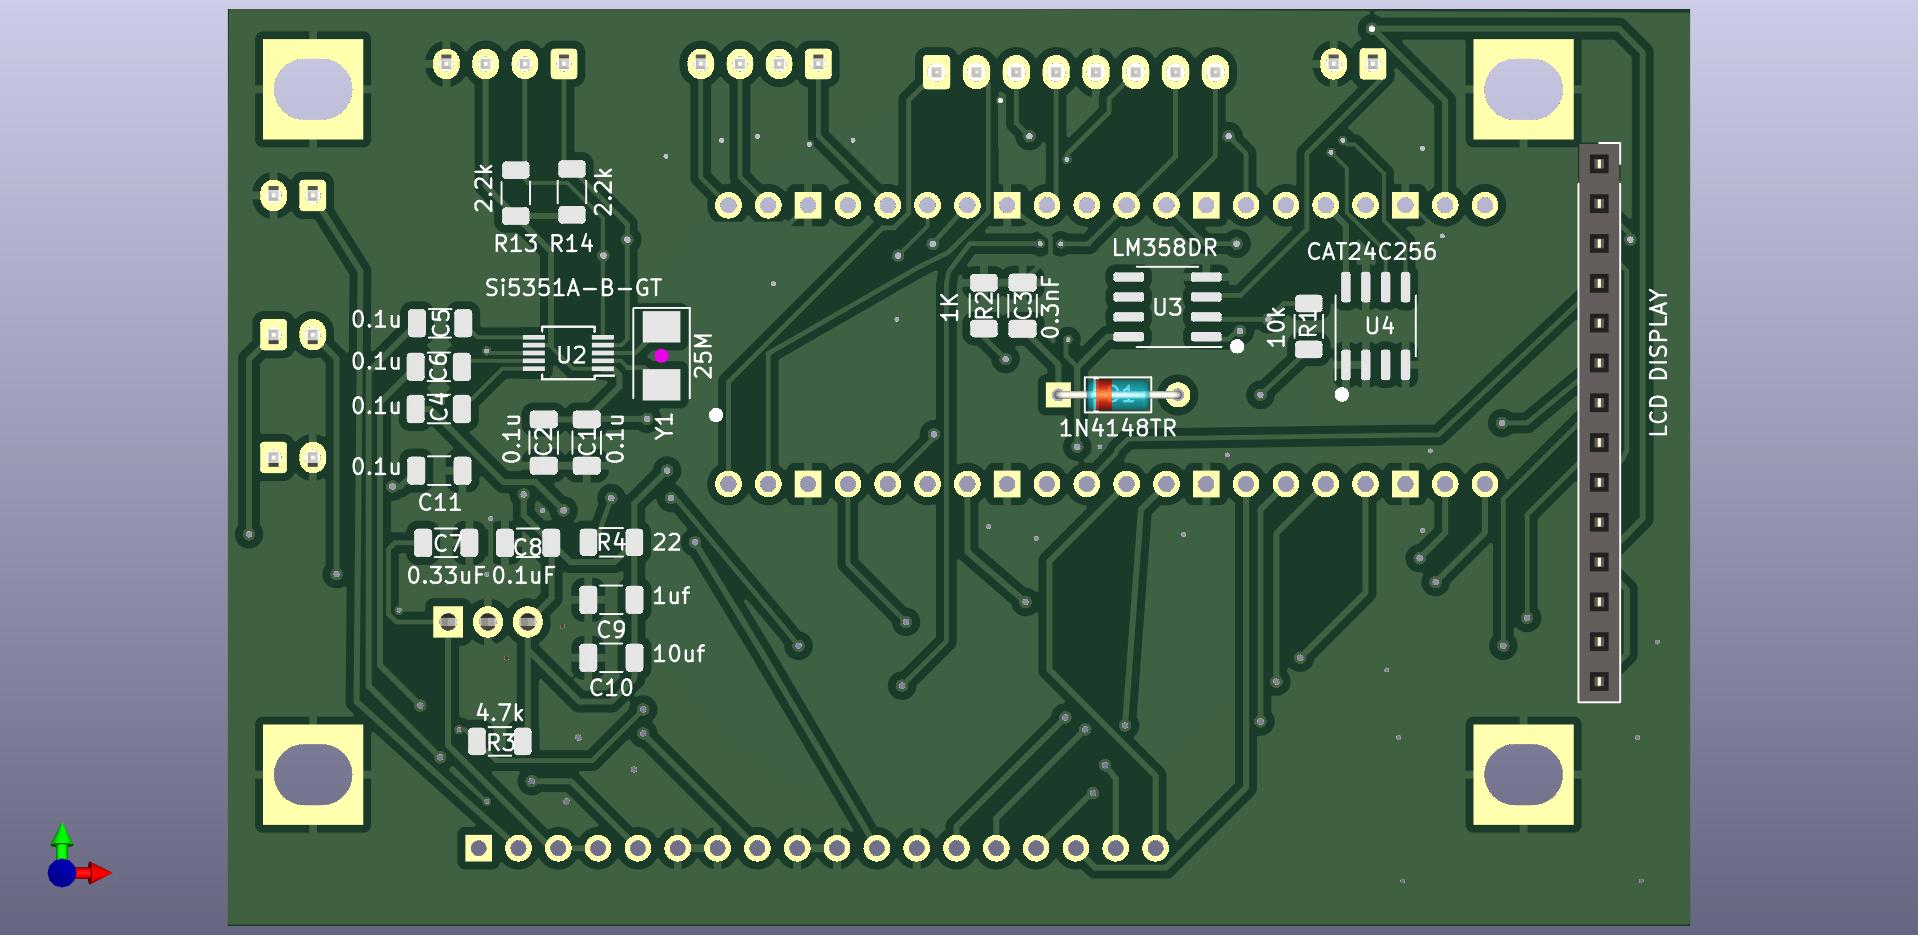 2.2k
2.2k
R13 R14
LM358DR
CAT24C256
Si5351A-B-GT
1K
R2
C3
0.3nF
U3
10k
R1
U4
LCD DISPLAY
0.1u
C5
U2
25M
0.1u
C6
0.1u
C4
1N4148TR
0.1u
C2
C1
0.1u
Y1
0.1u
C11
C7
C8
R4
22
0.33uF
0.1uF
1uf
C9
10uf
C10
4.7k
R3